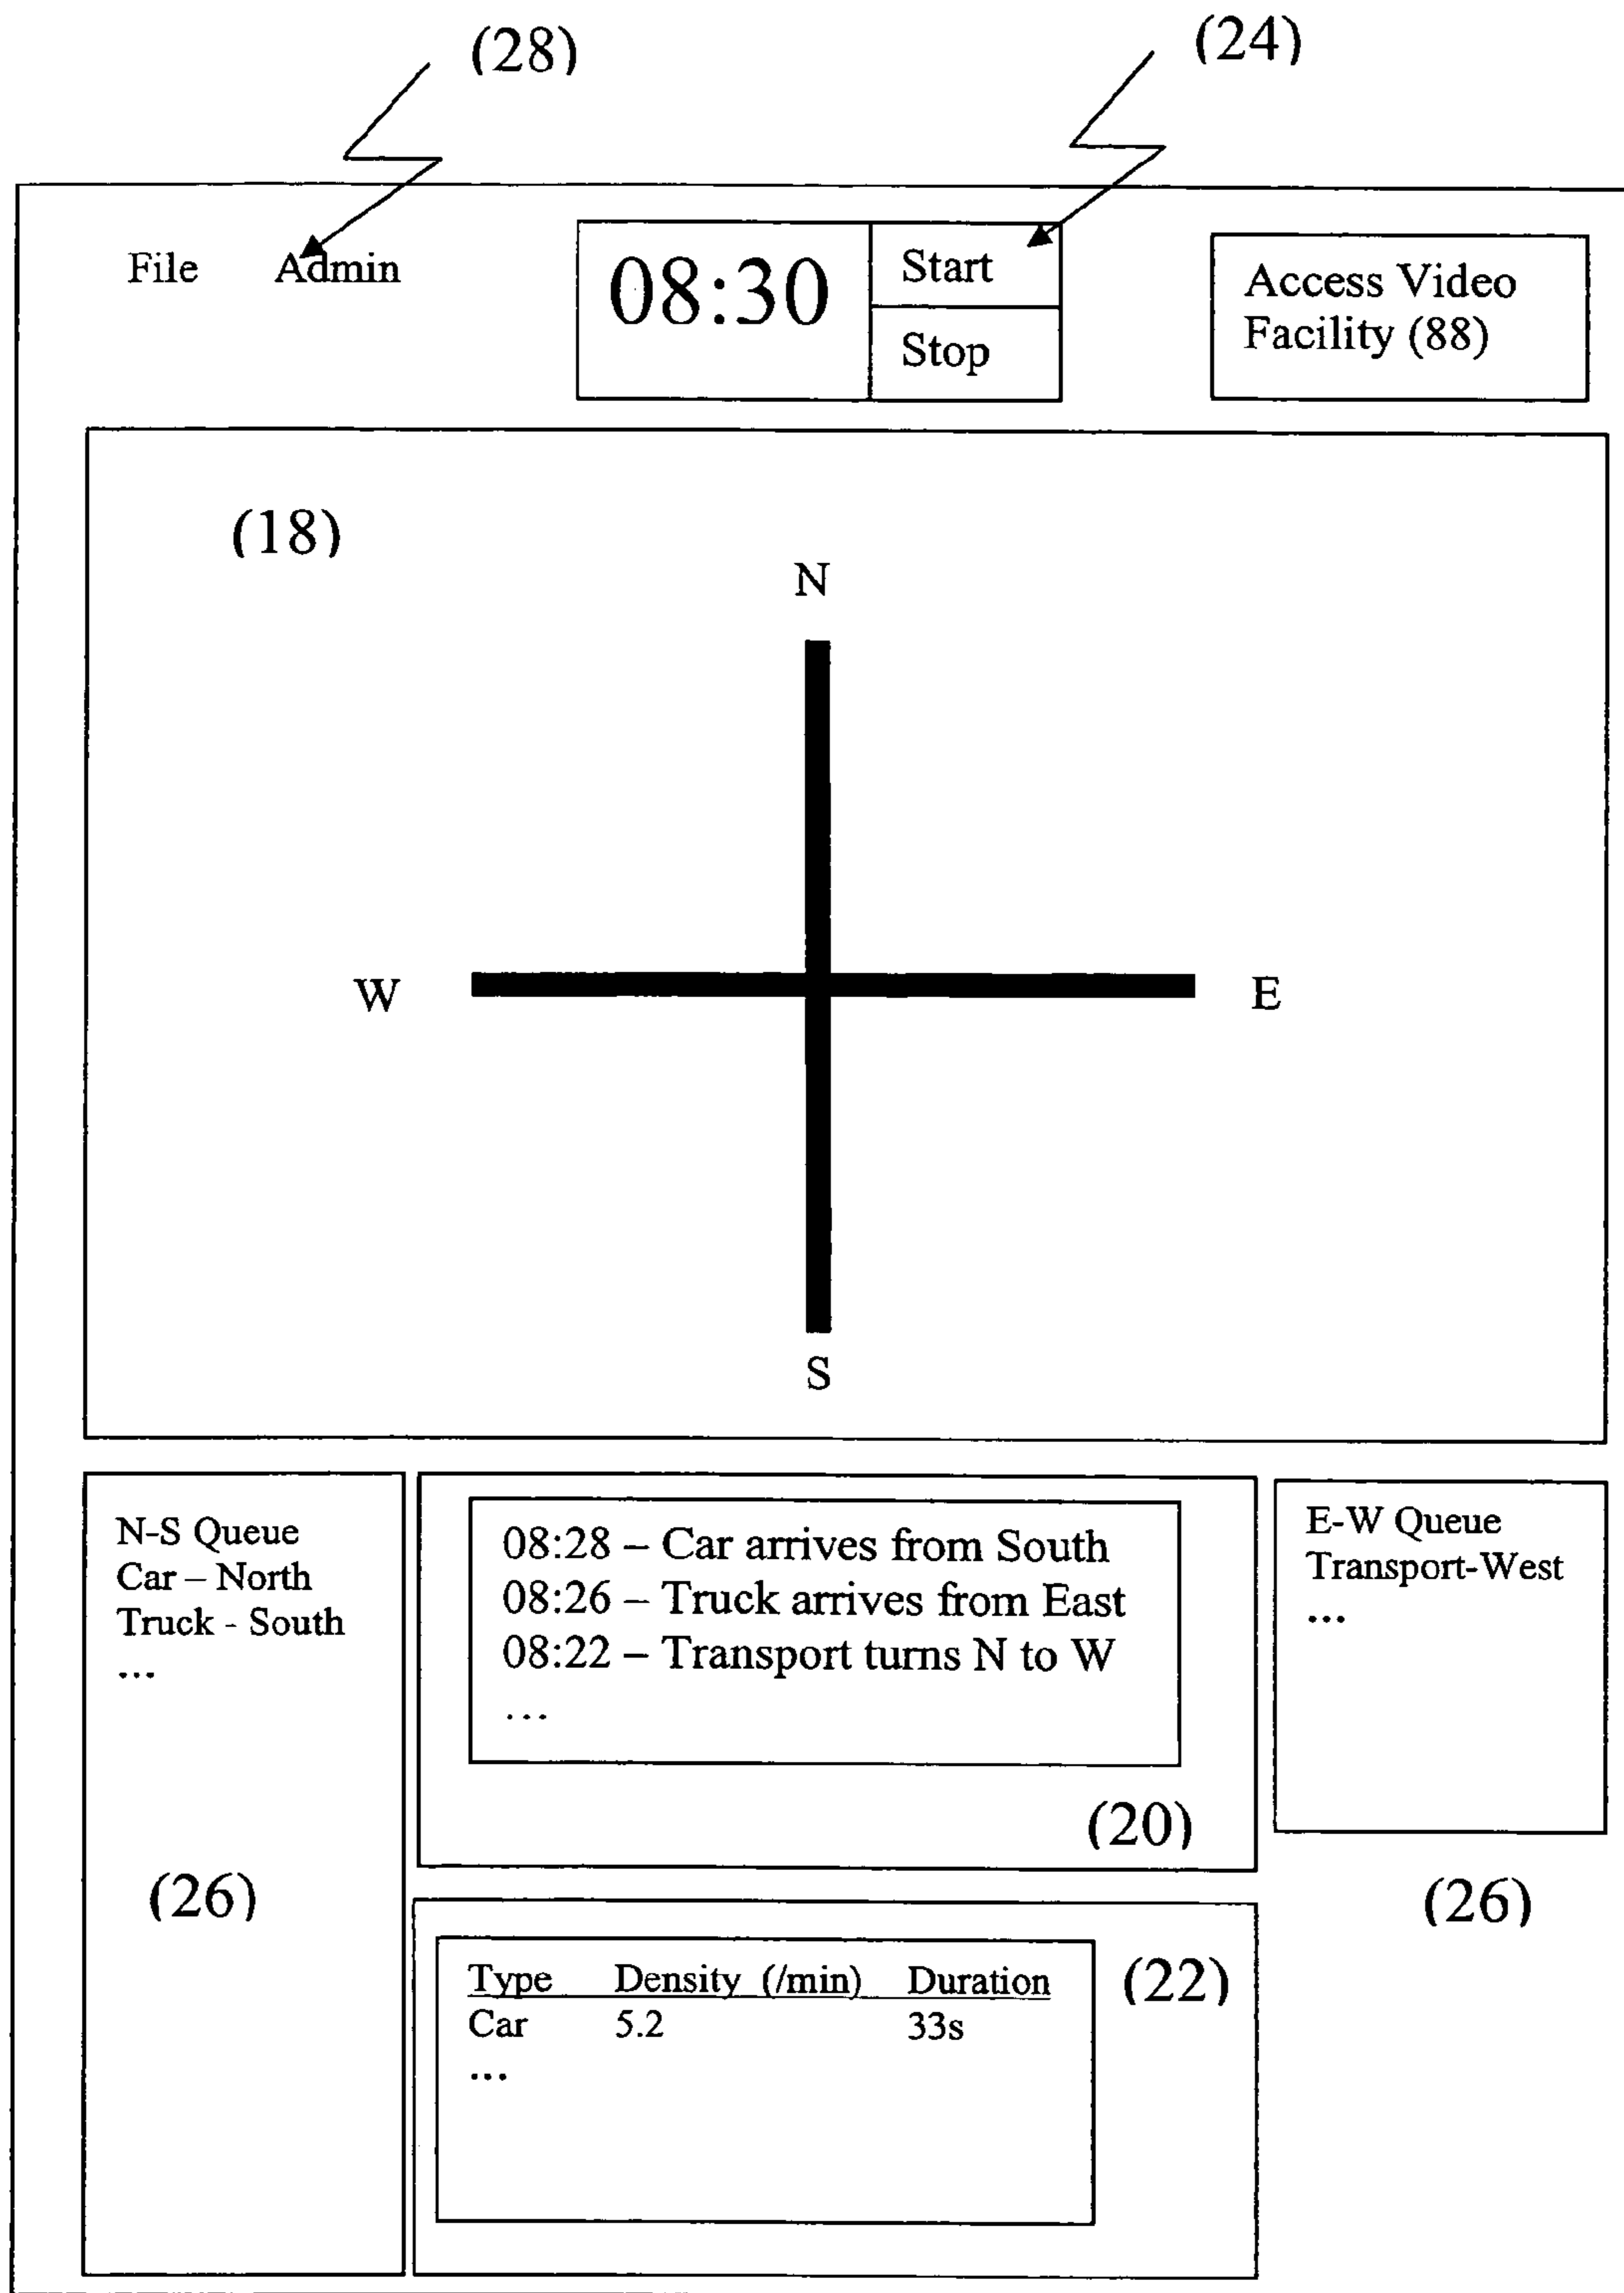 (28)
(24)
File Admin
08:30
Start
Stop
Access Video
Facility (88)
(18)
N
W
E
S
N-S Queue
Car – North
Truck - South
...
(26)
08:28 – Car arrives from South
08:26 – Truck arrives from East
08:22 – Transport turns N to W
...
(20)
E-W Queue
Transport-West
...
(26)
Type Density (/min) Duration
Car 5.2 33s
...
(22)